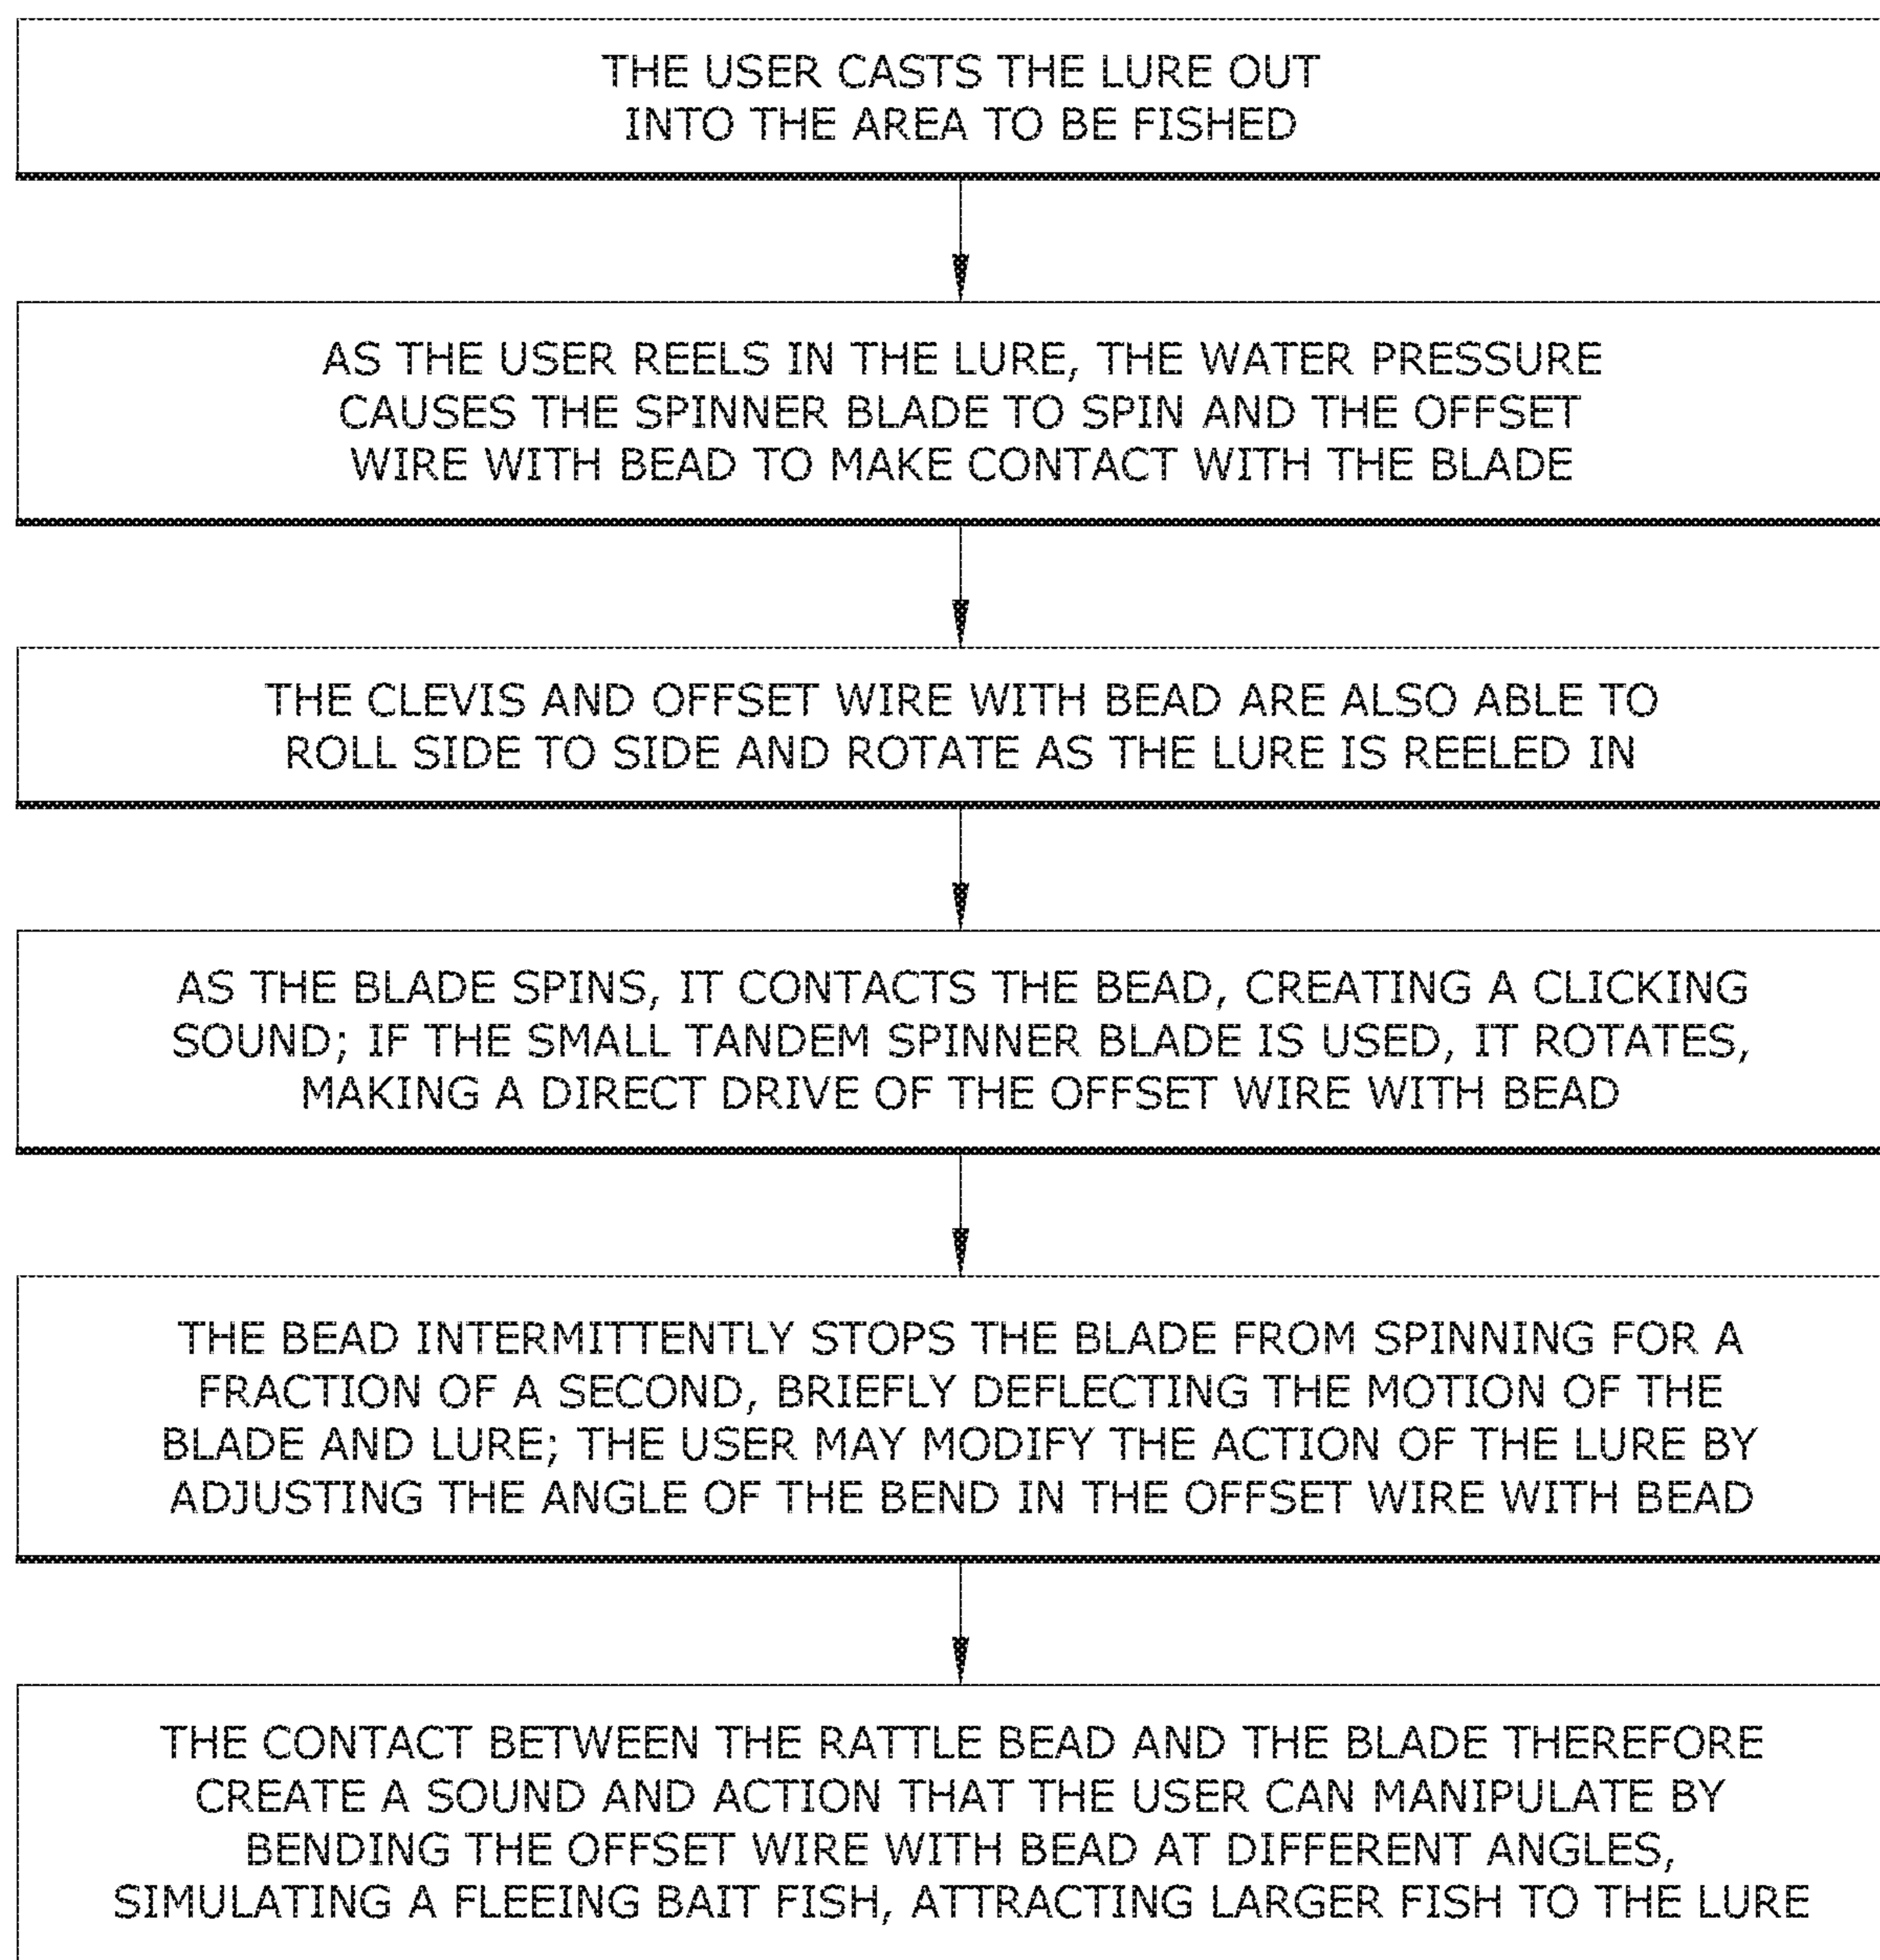 THE USER CASTS THE LURE OUT
INTO THE AREA TO BE FISHED
AS THE USER REELS IN THE LURE, THE WATER PRESSURE
CAUSES THE SPINNER BLADE TO SPIN AND THE OFFSET
WIRE WITH BEAD TO MAKE CONTACT WITH THE BLADE
THE CLEVIS AND OFFSET WIRE WITH BEAD ARE ALSO ABLE TO
ROLL SIDE TO SIDE AND ROTATE AS THE LURE IS REELED IN
AS THE BLADE SPINS, IT CONTACTS THE BEAD, CREATING A CLICKING
SOUND; IF THE SMALL TANDEM SPINNER BLADE IS USED, IT ROTATES,
MAKING A DIRECT DRIVE OF THE OFFSET WIRE WITH BEAD
THE BEAD INTERMITTENTLY STOPS THE BLADE FROM SPINNING FOR A
FRACTION OF A SECOND, BRIEFLY DEFLECTING THE MOTION OF THE
BLADE AND LURE; THE USER MAY MODIFY THE ACTION OF THE LURE BY
ADJUSTING THE ANGLE OF THE BEND IN THE OFFSET WIRE WITH BEAD
THE CONTACT BETWEEN THE RATTLE BEAD AND THE BLADE THEREFORE
CREATE A SOUND AND ACTION THAT THE USER CAN MANIPULATE BY
BENDING THE OFFSET WIRE WITH BEAD AT DIFFERENT ANGLES,
SIMULATING A FLEEING BAIT FISH, ATTRACTING LARGER FISH TO THE LURE